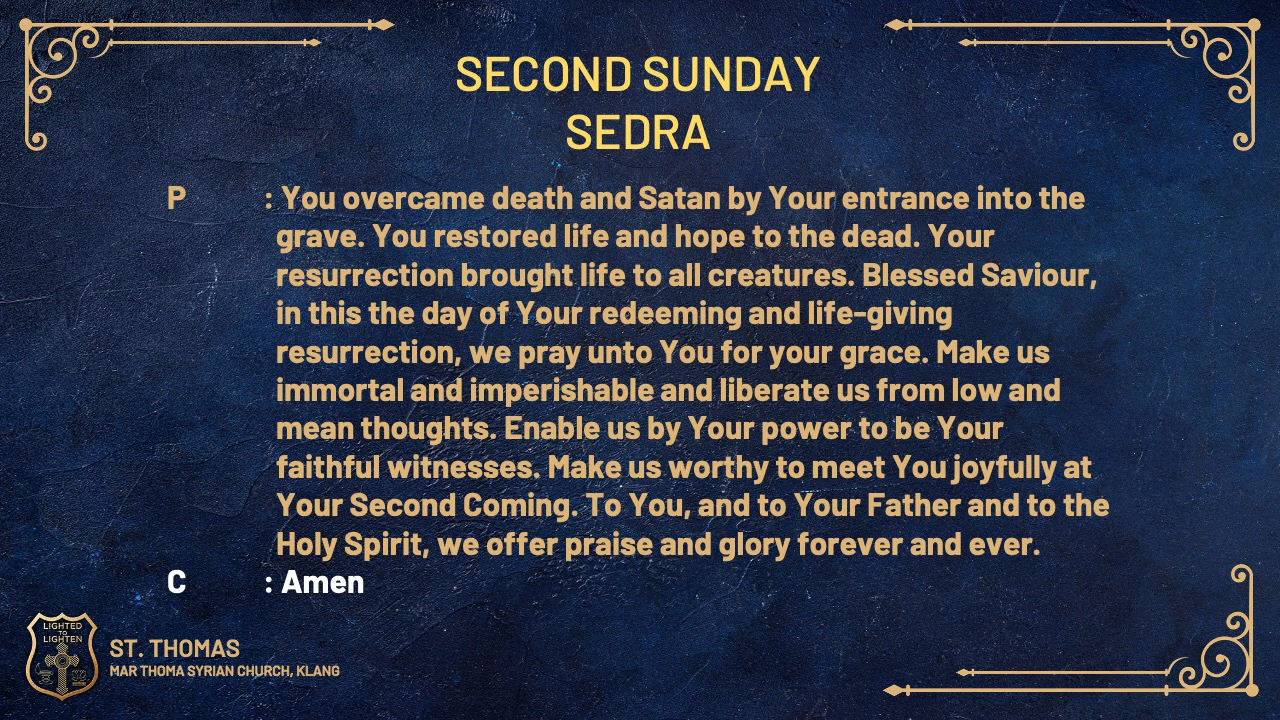 SECOND SUNDAY
SEDRA
P : You overcame death and Satan by Your entrance into the
grave. You restored life and hope to the dead. Your
resurrection brought life to all creatures. Blessed Saviour,
in this the day of Your redeeming and life-giving
resurrection, we pray unto You for your grace. Make us
immortal and imperishable and liberate us from low and
mean thoughts. Enable us by Your power to be Your
faithful witnesses. Make us worthy to meet You joyfully at
Your Second Coming. To You, and to Your Father and to the
Holy Spirit, we offer praise and glory forever and ever.
C : Amen
LIGHTED
TO
LIGHTEN
ST. THOMAS
MAR THOMA SYRIAN CHURCH, KLANG